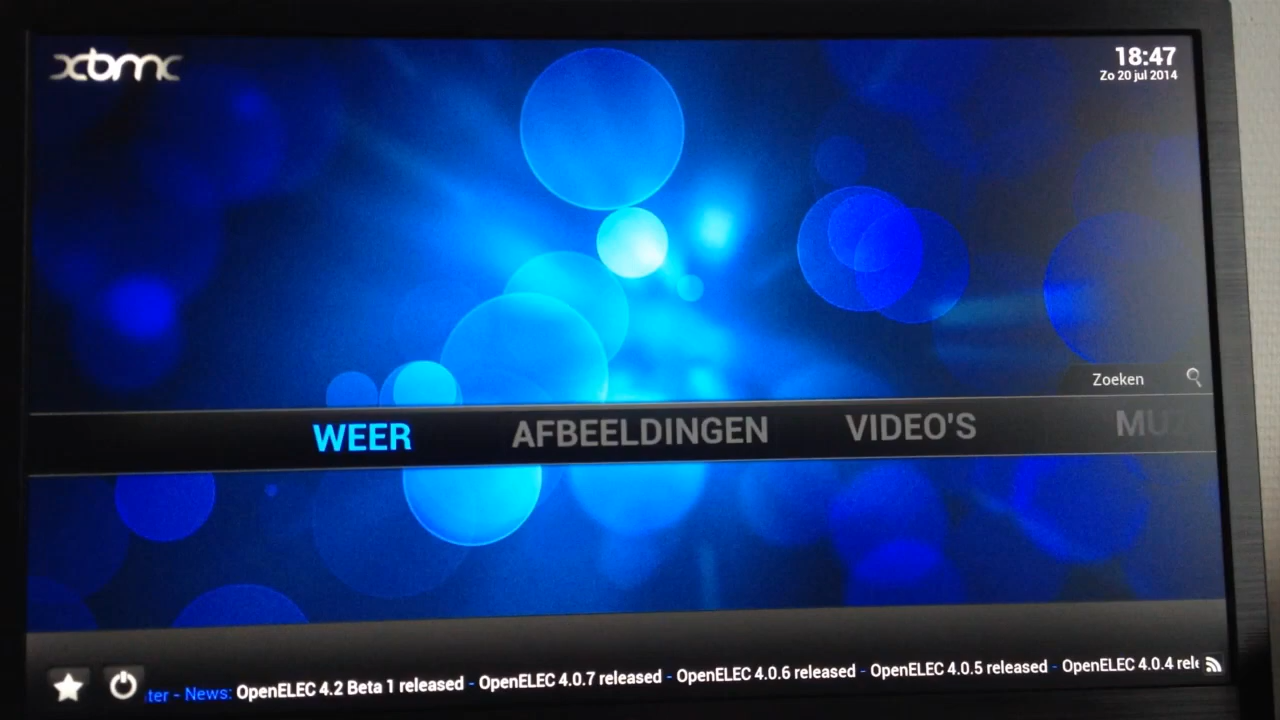 xbmc
18:47
Zo 20 jul 2014
Zoeken
WEER AFBEELDINGEN VIDEO'S
News: OpenELEC 4.2 Beta 1 released - OpenELEC 4.0.7 released - OpenELEC 4.0.6 released - OpenELEC 4.0.5 released - OpenELEC 4.0.4